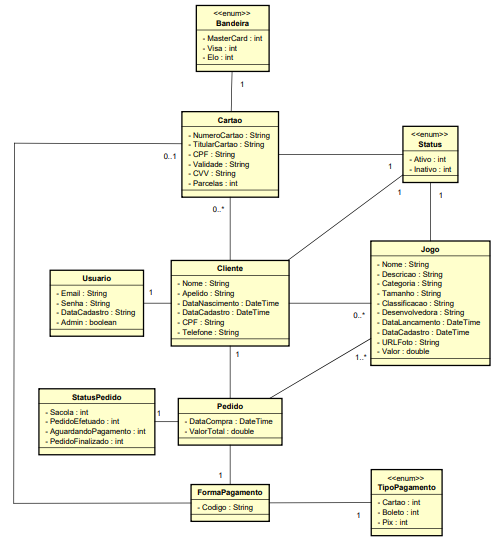 <<enum>>
Bandeira
- MasterCard : int
- Visa : int
- Elo : int
1
Cartao
- NumeroCartao : String
- TitularCartao : String
- CPF : String
- Validade : String
- CVV : String
- Parcelas : int
0..1
0..*
<<enum>>
Status
- Ativo : int
- Inativo : int
1
1
1
Jogo
- Nome : String
- Descricao : String
- Categoria : String
- Tamanho : String
- Classificacao : String
- Desenvolvedora : String
- DataLancamento : DateTime
- DataCadastro : DateTime
- URLFoto : String
- Valor : double
0..*
1..*
Cliente
- Nome : String
- Apelido : String
- DataNascimento : DateTime
- DataCadastro : DateTime
- CPF : String
- Telefone : String
1
Usuario
- Email : String
- Senha : String
- DataCadastro : String
- Admin : boolean
1
StatusPedido
- Sacola : int
- PedidoEfetuado : int
- AguardandoPagamento : int
- PedidoFinalizado : int
1
Pedido
- DataCompra : DateTime
- ValorTotal : double
1
FormaPagamento
- Codigo : String
1
<<enum>>
TipoPagamento
- Cartao : int
- Boleto : int
- Pix : int